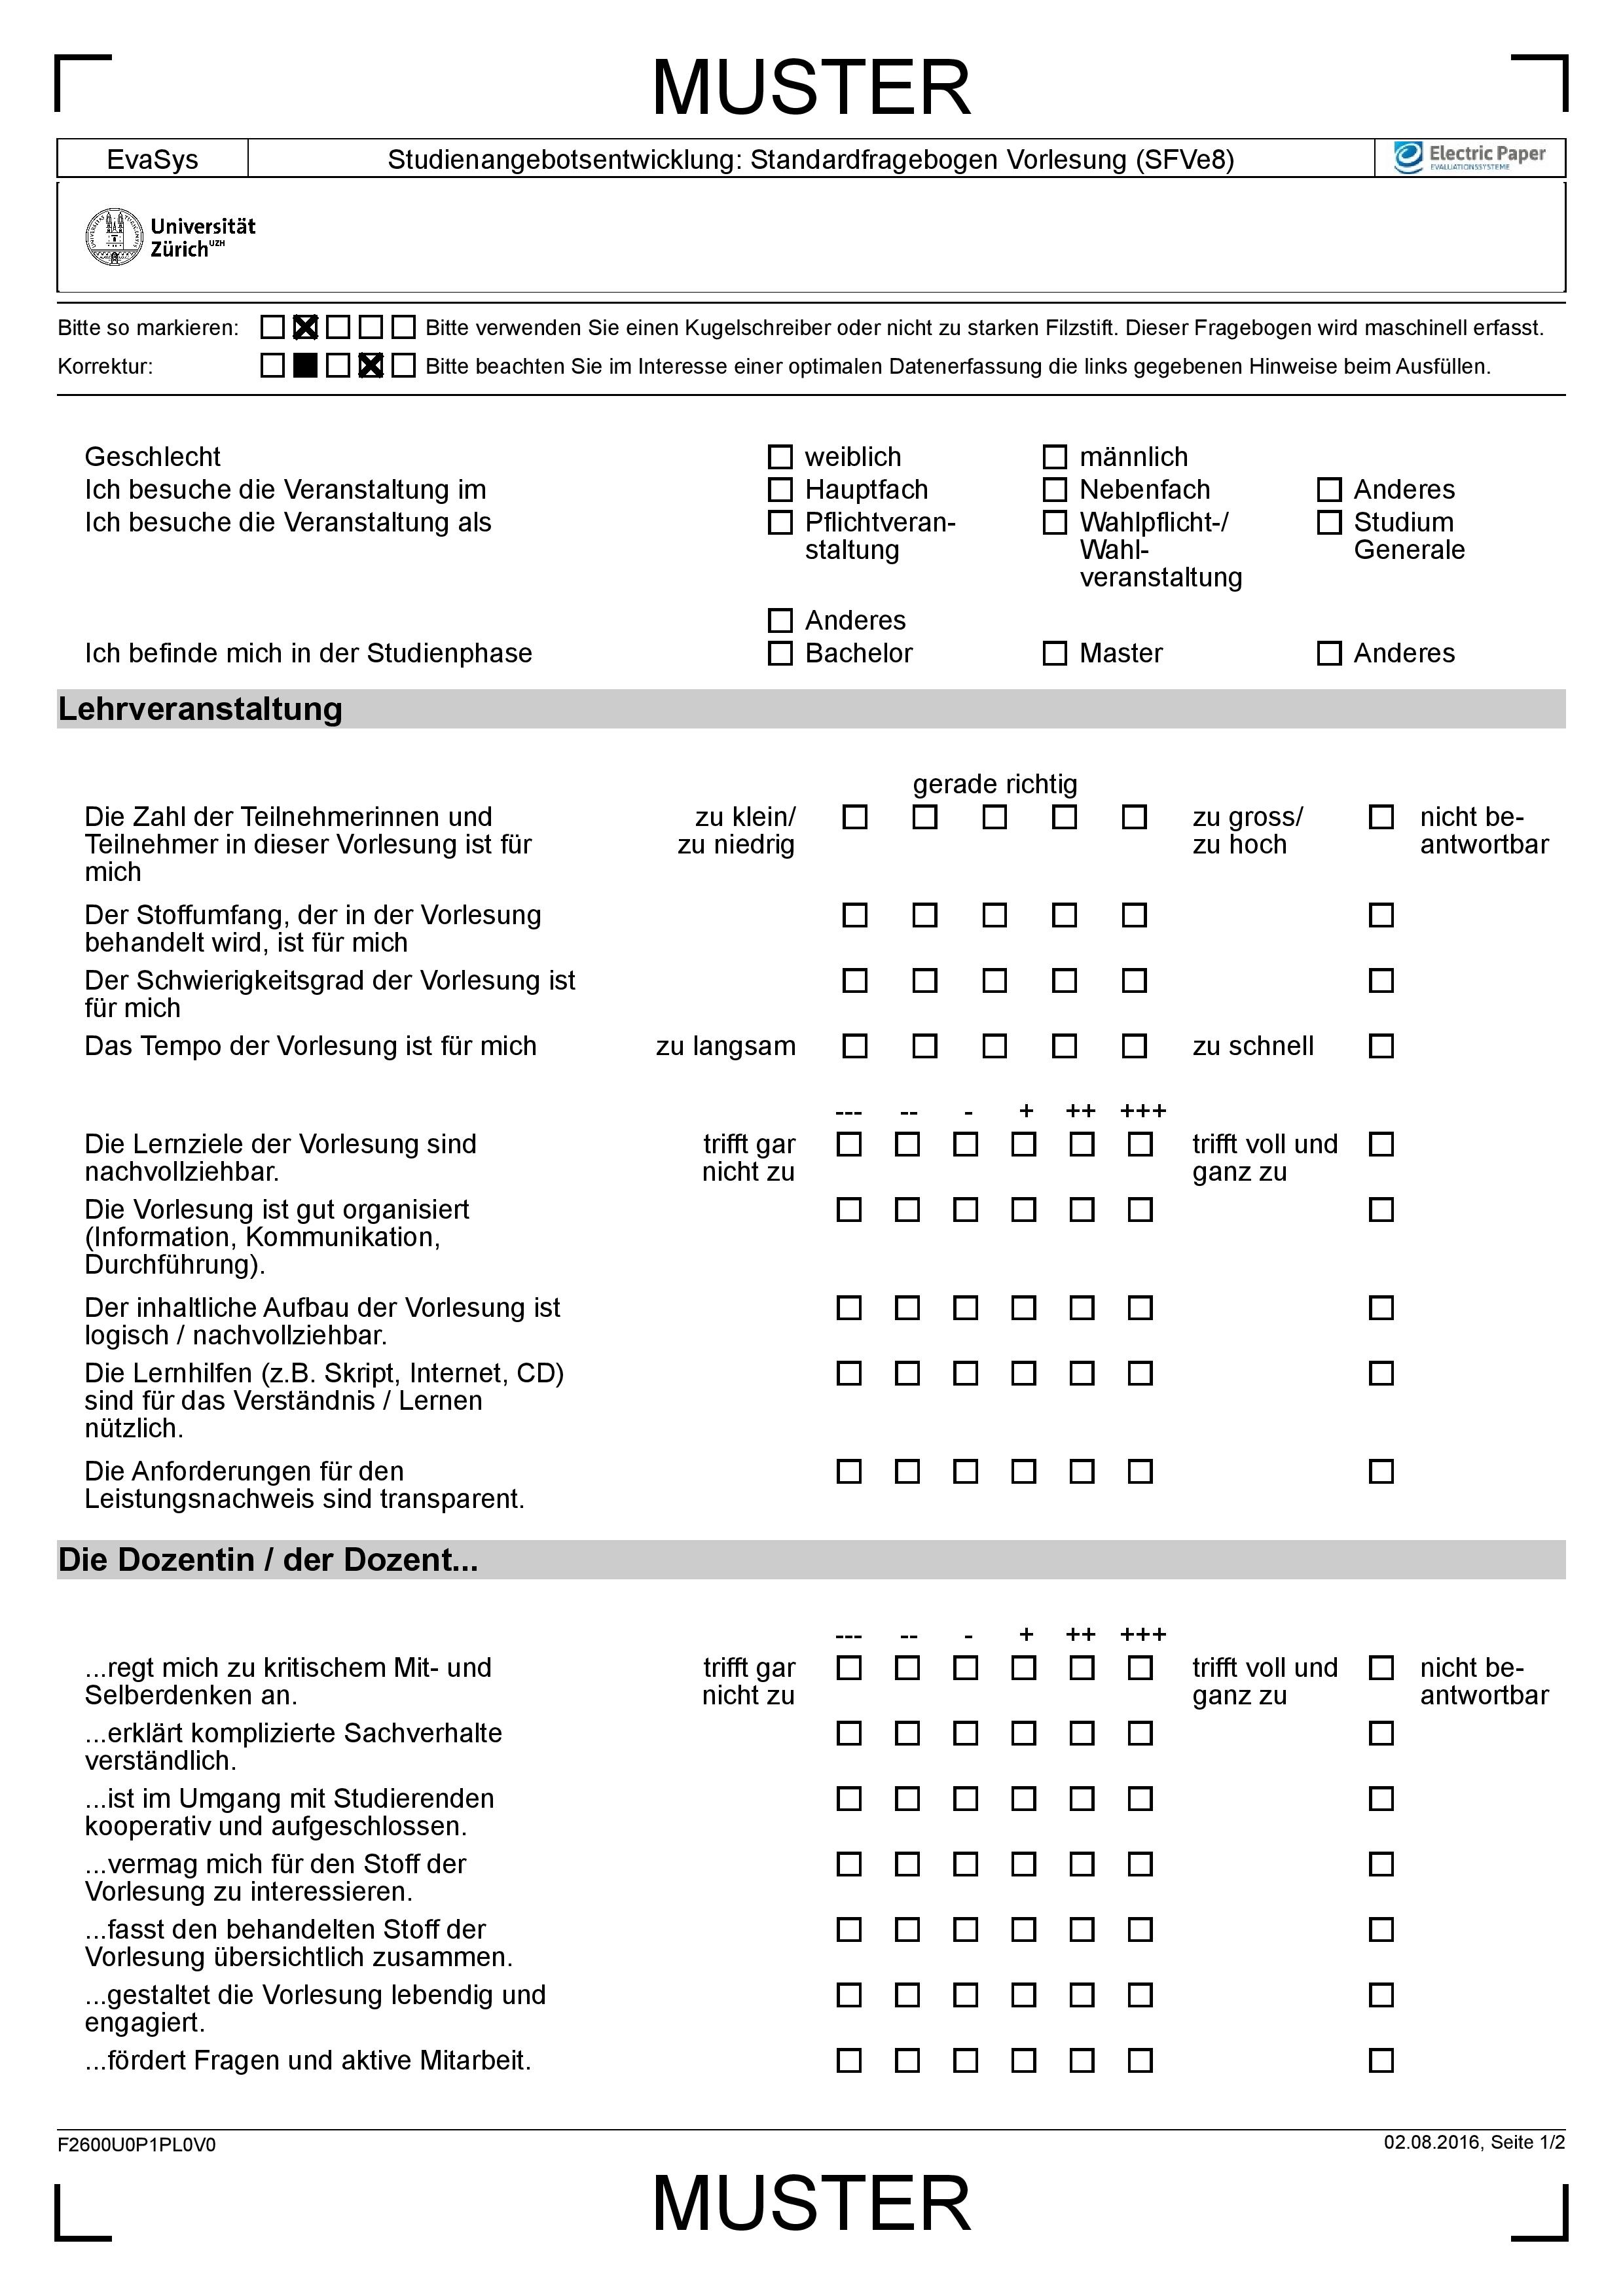 MUSTER
EvaSys Studienangebotsentwicklung: Standardfragebogen Vorlesung (SFVe8) Electric Paper
EVALUATIONSSYSTEME
Universität
Zürich UZH
Bitte so markieren: Bitte verwenden Sie einen Kugelschreiber oder nicht zu starken Filzstift. Dieser Fragebogen wird maschinell erfasst.
Korrektur: Bitte beachten Sie im Interesse einer optimalen Datenerfassung die links gegebenen Hinweise beim Ausfüllen.
Geschlecht weiblich männlich
Ich besuche die Veranstaltung im Hauptfach Nebenfach Anderes
Ich besuche die Veranstaltung als Pflichtveran- Wahlpflicht-/ Studium
staltung Wahl- Generale
veranstaltung
Anderes
Ich befinde mich in der Studienphase Bachelor Master Anderes
Lehrveranstaltung
gerade richtig
Die Zahl der Teilnehmerinnen und zu klein/ zu gross/ nicht be-
Teilnehmer in dieser Vorlesung ist für zu niedrig zu hoch antwortbar
mich
Der Stoffumfang, der in der Vorlesung
behandelt wird, ist für mich
Der Schwierigkeitsgrad der Vorlesung ist
für mich
Das Tempo der Vorlesung ist für mich zu langsam zu schnell
--- -- - + ++ +++
Die Lernziele der Vorlesung sind trifft gar trifft voll und
nachvollziehbar. nicht zu ganz zu
Die Vorlesung ist gut organisiert
(Information, Kommunikation,
Durchführung).
Der inhaltliche Aufbau der Vorlesung ist
logisch / nachvollziehbar.
Die Lernhilfen (z.B. Skript, Internet, CD)
sind für das Verständnis / Lernen
nützlich.
Die Anforderungen für den
Leistungsnachweis sind transparent.
Die Dozentin / der Dozent...
--- -- - + ++ +++
...regt mich zu kritischem Mit- und trifft gar trifft voll und nicht be-
Selberdenken an. nicht zu ganz zu antwortbar
...erklärt komplizierte Sachverhalte
verständlich.
...ist im Umgang mit Studierenden
kooperativ und aufgeschlossen.
...vermag mich für den Stoff der
Vorlesung zu interessieren.
...fasst den behandelten Stoff der
Vorlesung übersichtlich zusammen.
...gestaltet die Vorlesung lebendig und
engagiert.
...fördert Fragen und aktive Mitarbeit.
F2600U0P1PL0V0 02.08.2016, Seite 1/2
MUSTER